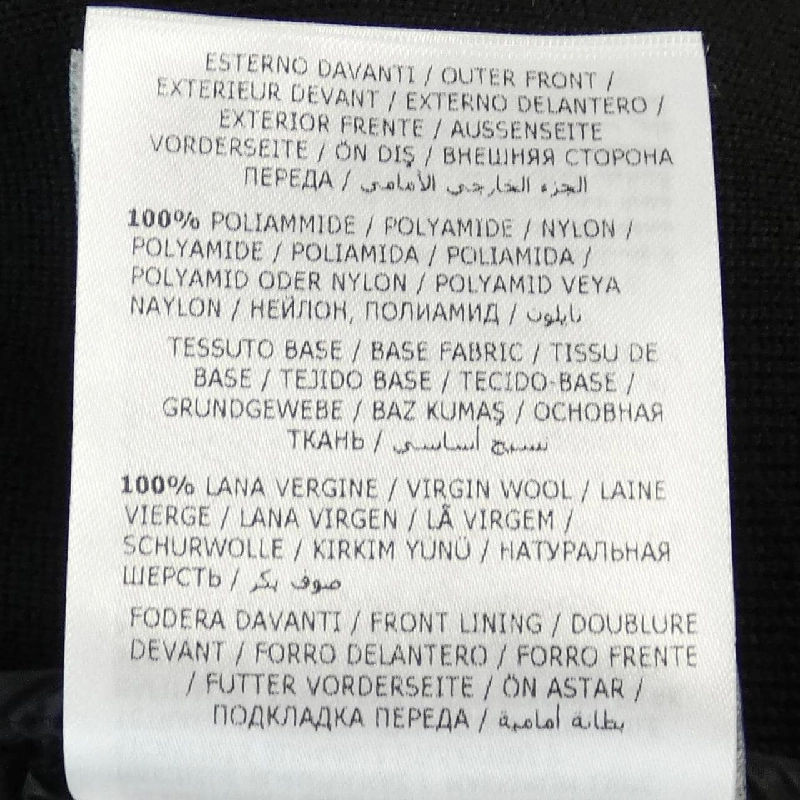 ESTERNO DAVANTI / OUTER FRONT /
EXTERIEUR DEVANT / EXTERNO DELANTERO /
EXTERIOR FRENTE / AUSSENSEITE
VORDERSEITE / ÖN DIŞ / ВНЕШНЯЯ СТОРОНА
ПЕРЕДА / الجزء الخارجي الأمامي
100% POLIAMMIDE / POLYAMIDE / NYLON /
POLYAMIDE / POLIAMIDA / POLIAMIDA /
POLYAMID ODER NYLON / POLYAMID VEYA
NAYLON / НЕЙЛОН, ПОЛИАМИД / نايلون
TESSUTO BASE / BASE FABRIC / TISSU DE
BASE / TEJIDO BASE / TECIDO-BASE /
GRUNDGEWEBE / BAZ KUMAŞ / ОСНОВНАЯ
ТКАНЬ / نسيج أساسي
100% LANA VERGINE / VIRGIN WOOL / LAINE
VIERGE / LANA VIRGEN / LÃ VIRGEM /
SCHURWOLLE / KIRKIM YÜNÜ / НАТУРАЛЬНАЯ
ШЕРСТЬ / صوف بكر
FODERA DAVANTI / FRONT LINING / DOUBLURE
DEVANT / FORRO DELANTERO / FORRO FRENTE
/ FUTTER VORDERSEITE / ÖN ASTAR /
ПОДКЛАДКА ПЕРЕДА / بطانة أمامية